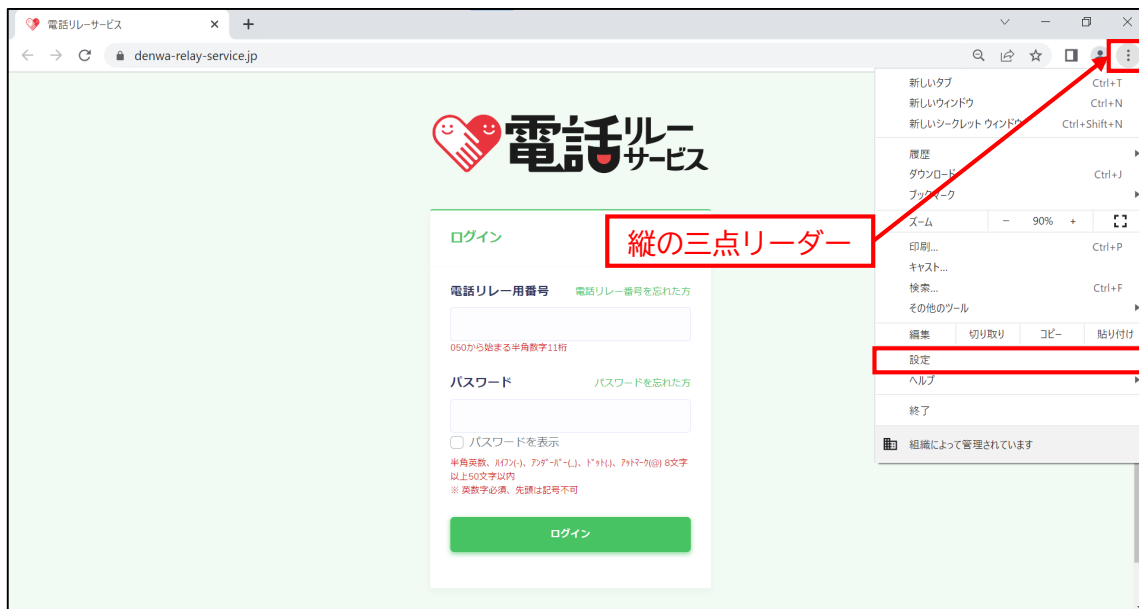 電話リレーサービス
denwa-relay-service.jp
電話リレーサービス
ログイン
電話リレー用番号 電話リレー番号を忘れた方
050から始まる半角数字11桁
パスワード パスワードを忘れた方
パスワードを表示
半角英数、ﾊｲﾌﾝ(-)、ｱﾝﾀﾞｰﾊﾞｰ(_)、ﾄﾞｯﾄ(.)、ｱｯﾄﾏｰｸ(@) 8文字
以上50文字以内
※ 英数字必須、先頭は記号不可
ログイン
縦の三点リーダー
新しいタブ Ctrl+T
新しいウィンドウ Ctrl+N
新しいシークレット ウィンドウ Ctrl+Shift+N
履歴
ダウンロード Ctrl+J
ブックマーク
ズーム - 90% +
印刷... Ctrl+P
キャスト...
検索... Ctrl+F
その他のツール
編集 切り取り コピー 貼り付け
設定
ヘルプ
終了
組織によって管理されています